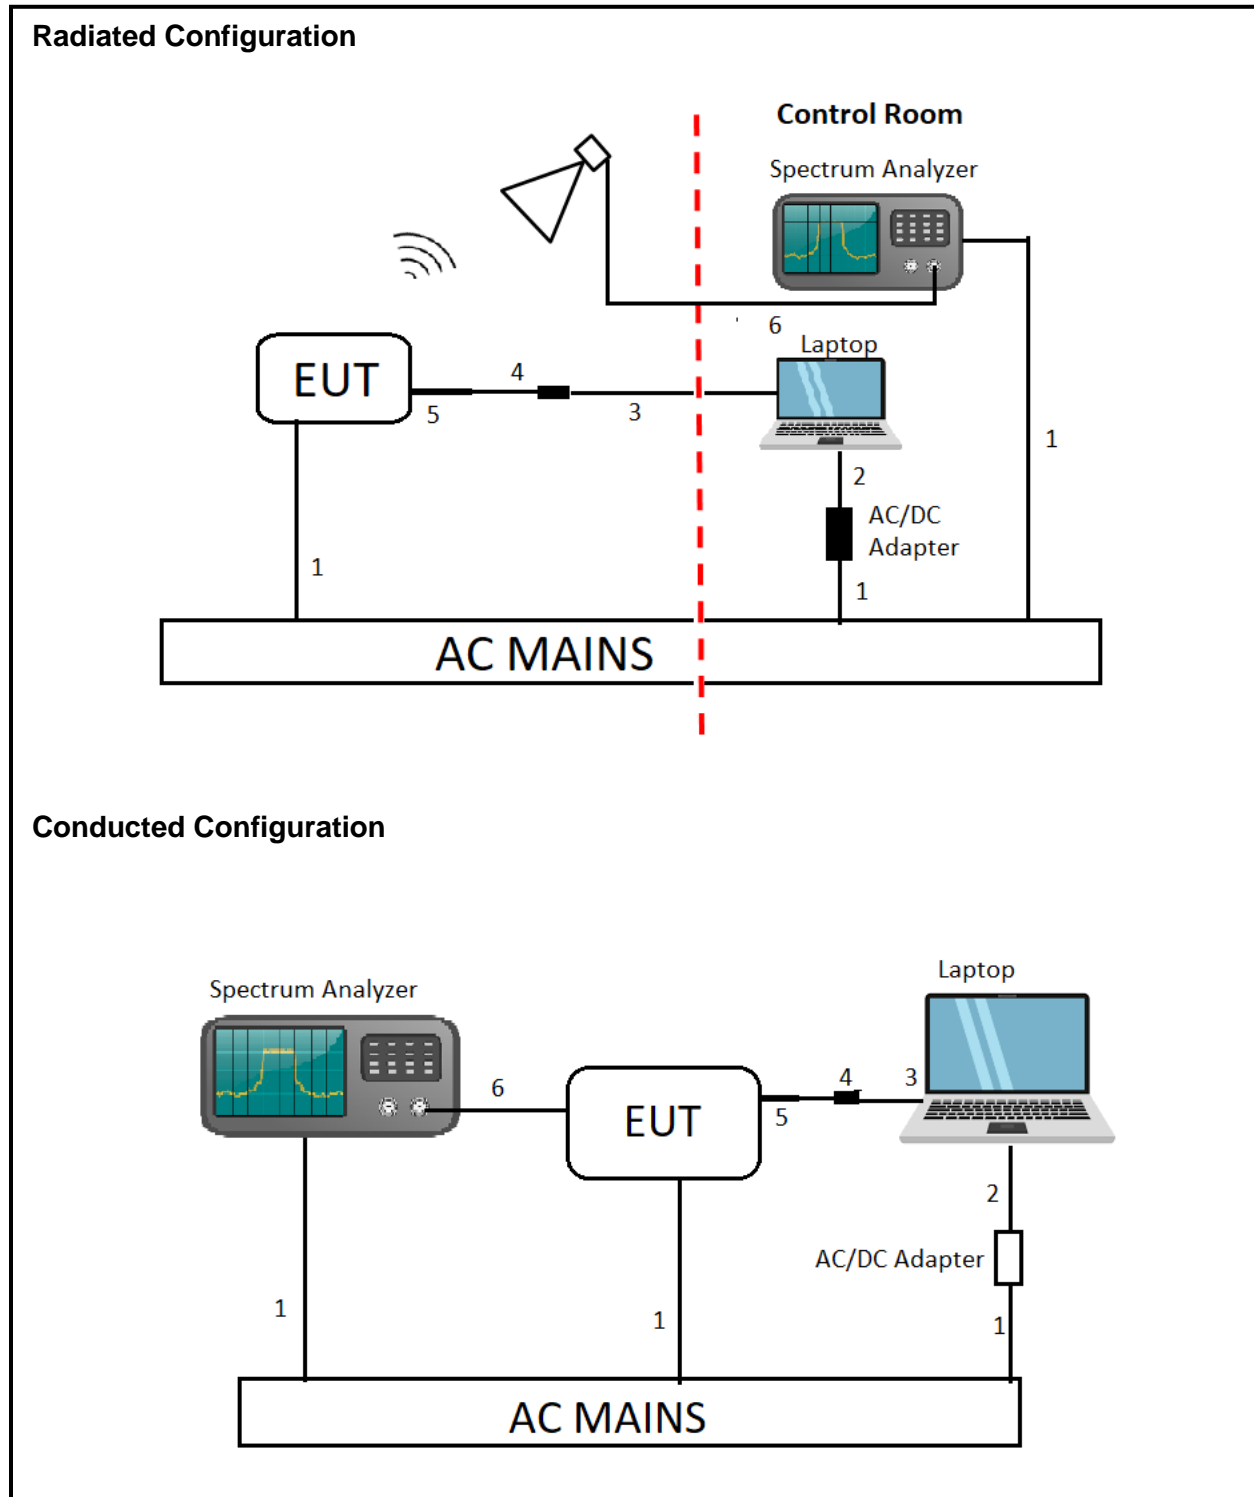 Radiated Configuration
Control Room
Spectrum Analyzer
6
Laptop
EUT
4
5
3
1
2
AC/DC
Adapter
1
1
AC MAINS
Conducted Configuration
Laptop
Spectrum Analyzer
6
EUT
4
3
5
2
AC/DC Adapter
1
1
1
AC MAINS